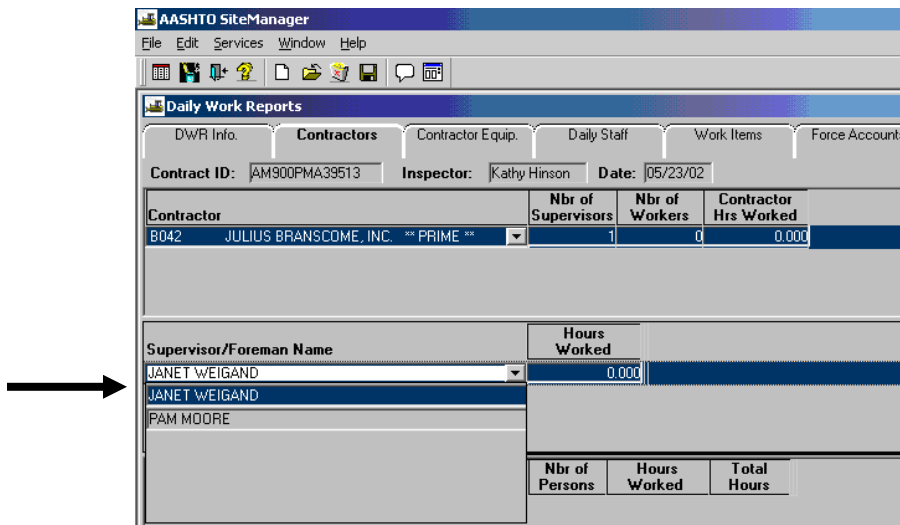 AASHTO SiteManager
File Edit Services Window Help
Daily Work Reports
DWR Info. Contractors Contractor Equip. Daily Staff Work Items Force Accounts
Contract ID: AM900PMA39513 Inspector: Kathy Hinson Date: 05/23/02
Contractor Nbr of Supervisors Nbr of Workers Contractor Hrs Worked
B042 JULIUS BRANSCOME, INC. ** PRIME ** 1 0 0.000
Supervisor/Foreman Name Hours Worked
JANET WEIGAND 0.000
JANET WEIGAND
PAM MOORE
Nbr of Persons Hours Worked Total Hours